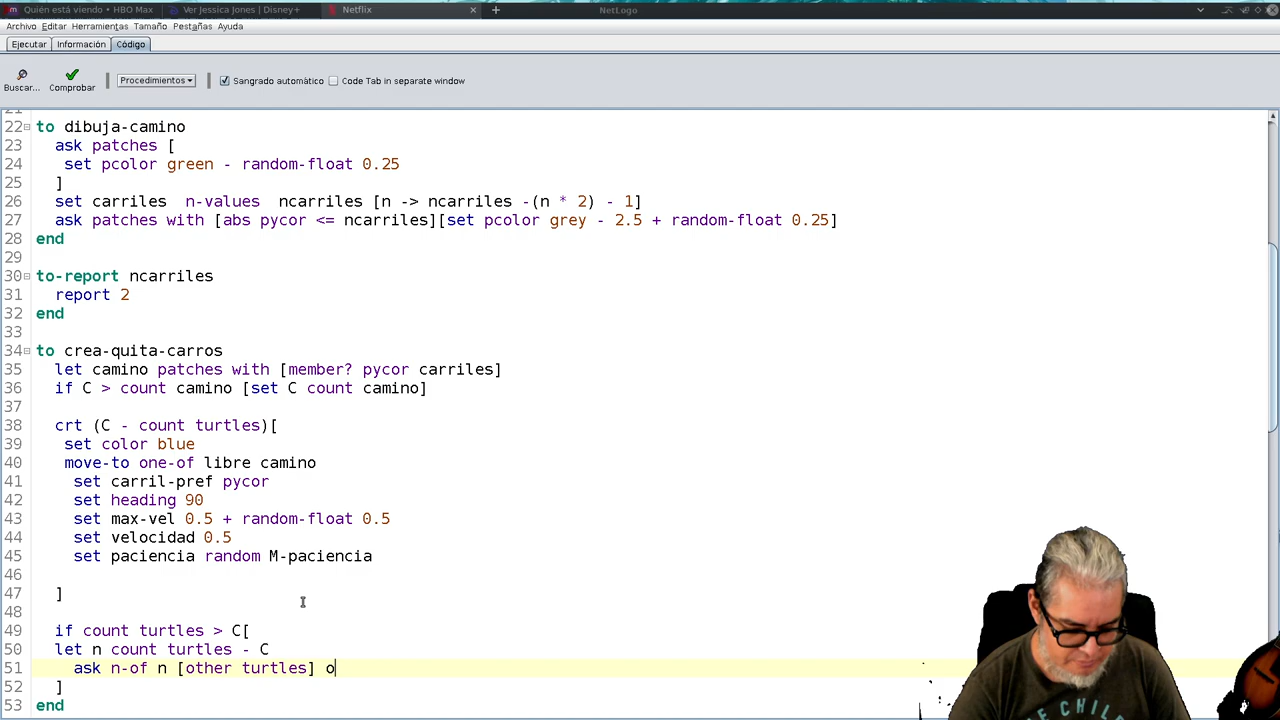 Quién está viendo • HBO Max
Ver Jessica Jones | Disney+
Netflix
NetLogo
Archivo Editar Herramientas Tamaño Pestañas Ayuda
Ejecutar Información Código
Buscar... Comprobar Procedimientos Sangrado automático Code Tab in separate window
21
22 to dibuja-camino
23 ask patches [
24 set pcolor green - random-float 0.25
25 ]
26 set carriles n-values ncarriles [n -> ncarriles -(n * 2) - 1]
27 ask patches with [abs pycor <= ncarriles][set pcolor grey - 2.5 + random-float 0.25]
28 end
29
30 to-report ncarriles
31 report 2
32 end
33
34 to crea-quita-carros
35 let camino patches with [member? pycor carriles]
36 if C > count camino [set C count camino]
37
38 crt (C - count turtles)[
39 set color blue
40 move-to one-of libre camino
41 set carril-pref pycor
42 set heading 90
43 set max-vel 0.5 + random-float 0.5
44 set velocidad 0.5
45 set paciencia random M-paciencia
46
47 ]
48
49 if count turtles > C[
50 let n count turtles - C
51 ask n-of n [other turtles] o
52 ]
53 end